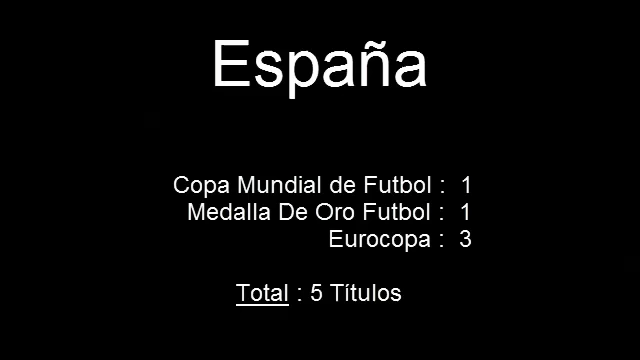 España
Copa Mundial de Futbol : 1
Medalla De Oro Futbol : 1
Eurocopa : 3
Total : 5 Títulos